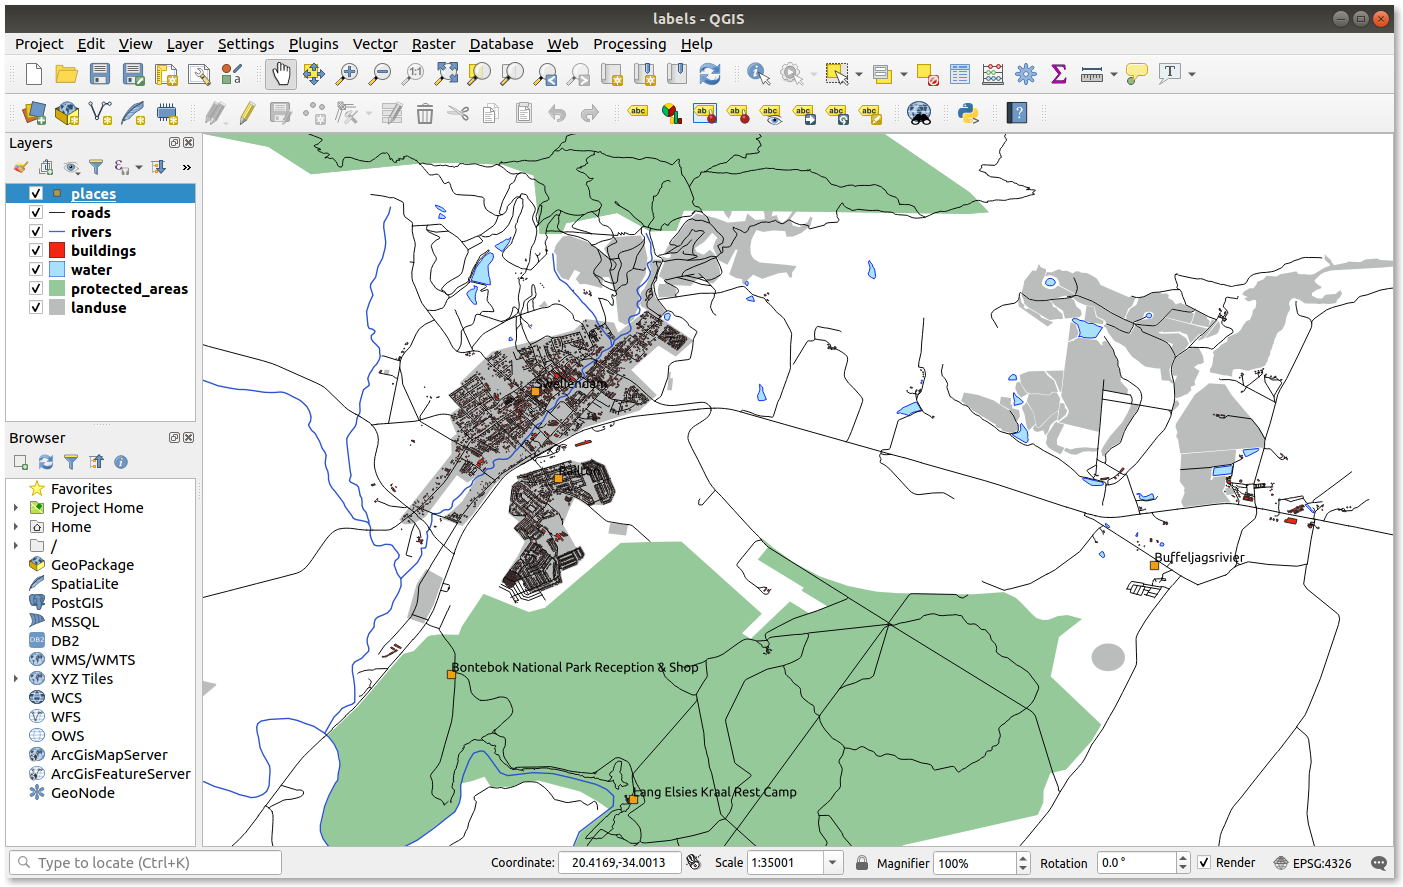 labels - QGIS
Project Edit View Layer Settings Plugins Vector Raster Database Web Processing Help
Layers
places
roads
rivers
buildings
water
protected_areas
landuse
Browser
Favorites
Project Home
Home
/
GeoPackage
SpatiaLite
PostGIS
MSSQL
DB2
WMS/WMTS
XYZ Tiles
WCS
WFS
OWS
ArcGisMapServer
ArcGisFeatureServer
GeoNode
Swellendam
Railton
Buffeljagsrivier
Bontebok National Park Reception & Shop
Lang Elsies Kraal Rest Camp
Type to locate (Ctrl+K) Coordinate: 20.4169,-34.0013 Scale 1:35001 Magnifier 100% Rotation 0.0 ° Render EPSG:4326